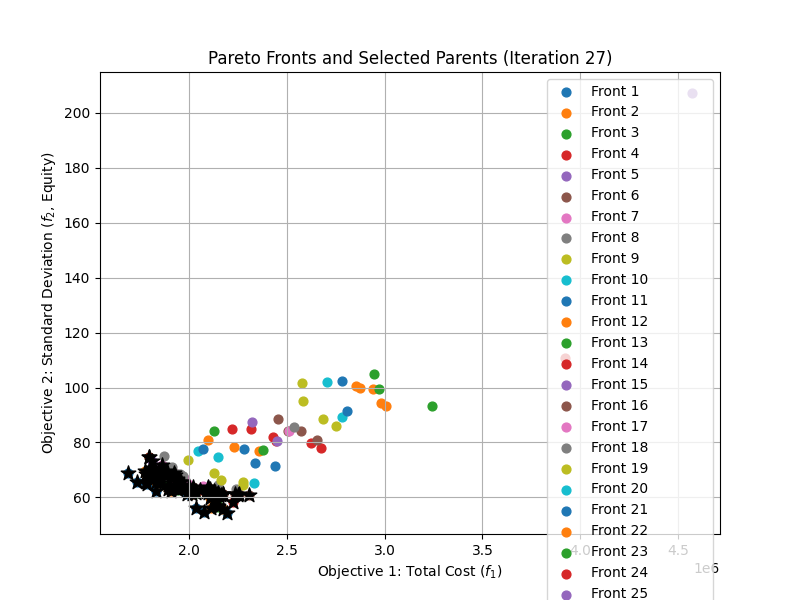 Pareto Fronts and Selected Parents (Iteration 27)
Objective 2: Standard Deviation (f₂, Equity)
200
180
160
140
120
100
80
60
2.0
2.5
3.0
3.5
4.0
4.5
1e6
Objective 1: Total Cost (f₁)
Front 1
Front 2
Front 3
Front 4
Front 5
Front 6
Front 7
Front 8
Front 9
Front 10
Front 11
Front 12
Front 13
Front 14
Front 15
Front 16
Front 17
Front 18
Front 19
Front 20
Front 21
Front 22
Front 23
Front 24
Front 25